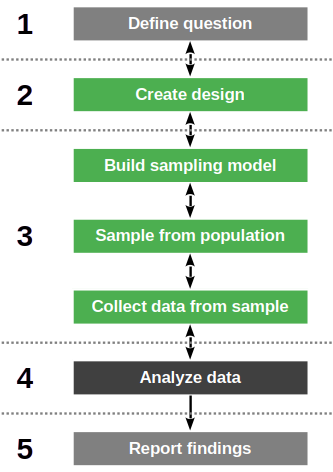 1
Define question
2
Create design
Build sampling model
3
Sample from population
Collect data from sample
4
Analyze data
5
Report findings